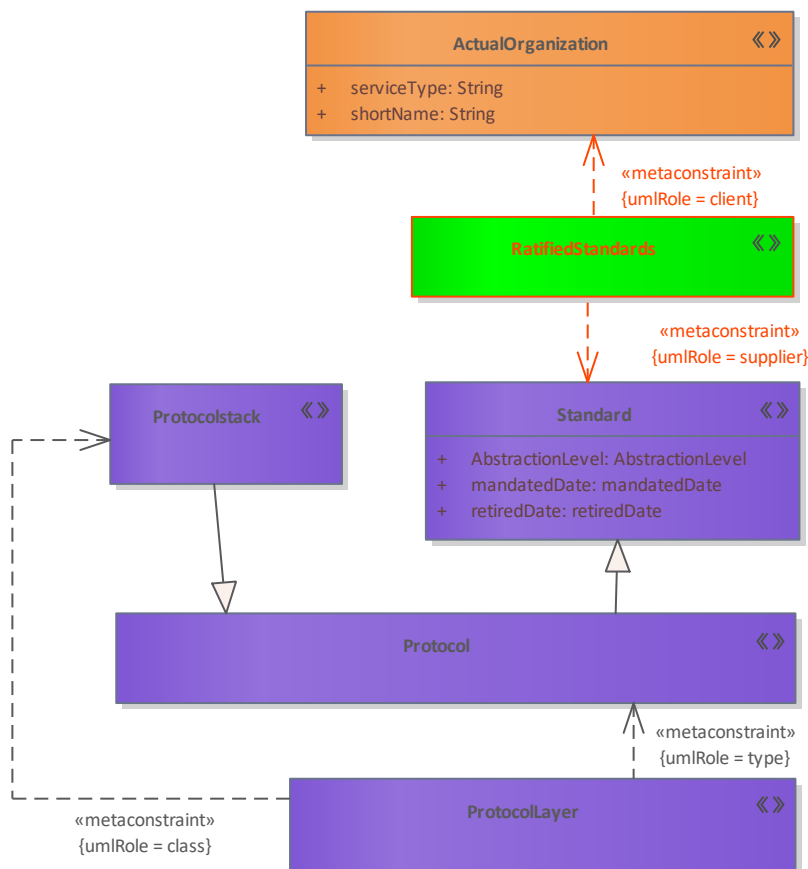 ActualOrganization «»
+ serviceType: String
+ shortName: String
«metaconstraint»
{umlRole = client}
RatifiedStandards «»
«metaconstraint»
{umlRole = supplier}
Protocolstack «»
Standard «»
+ AbstractionLevel: AbstractionLevel
+ mandatedDate: mandatedDate
+ retiredDate: retiredDate
Protocol «»
«metaconstraint»
{umlRole = type}
ProtocolLayer «»
«metaconstraint»
{umlRole = class}